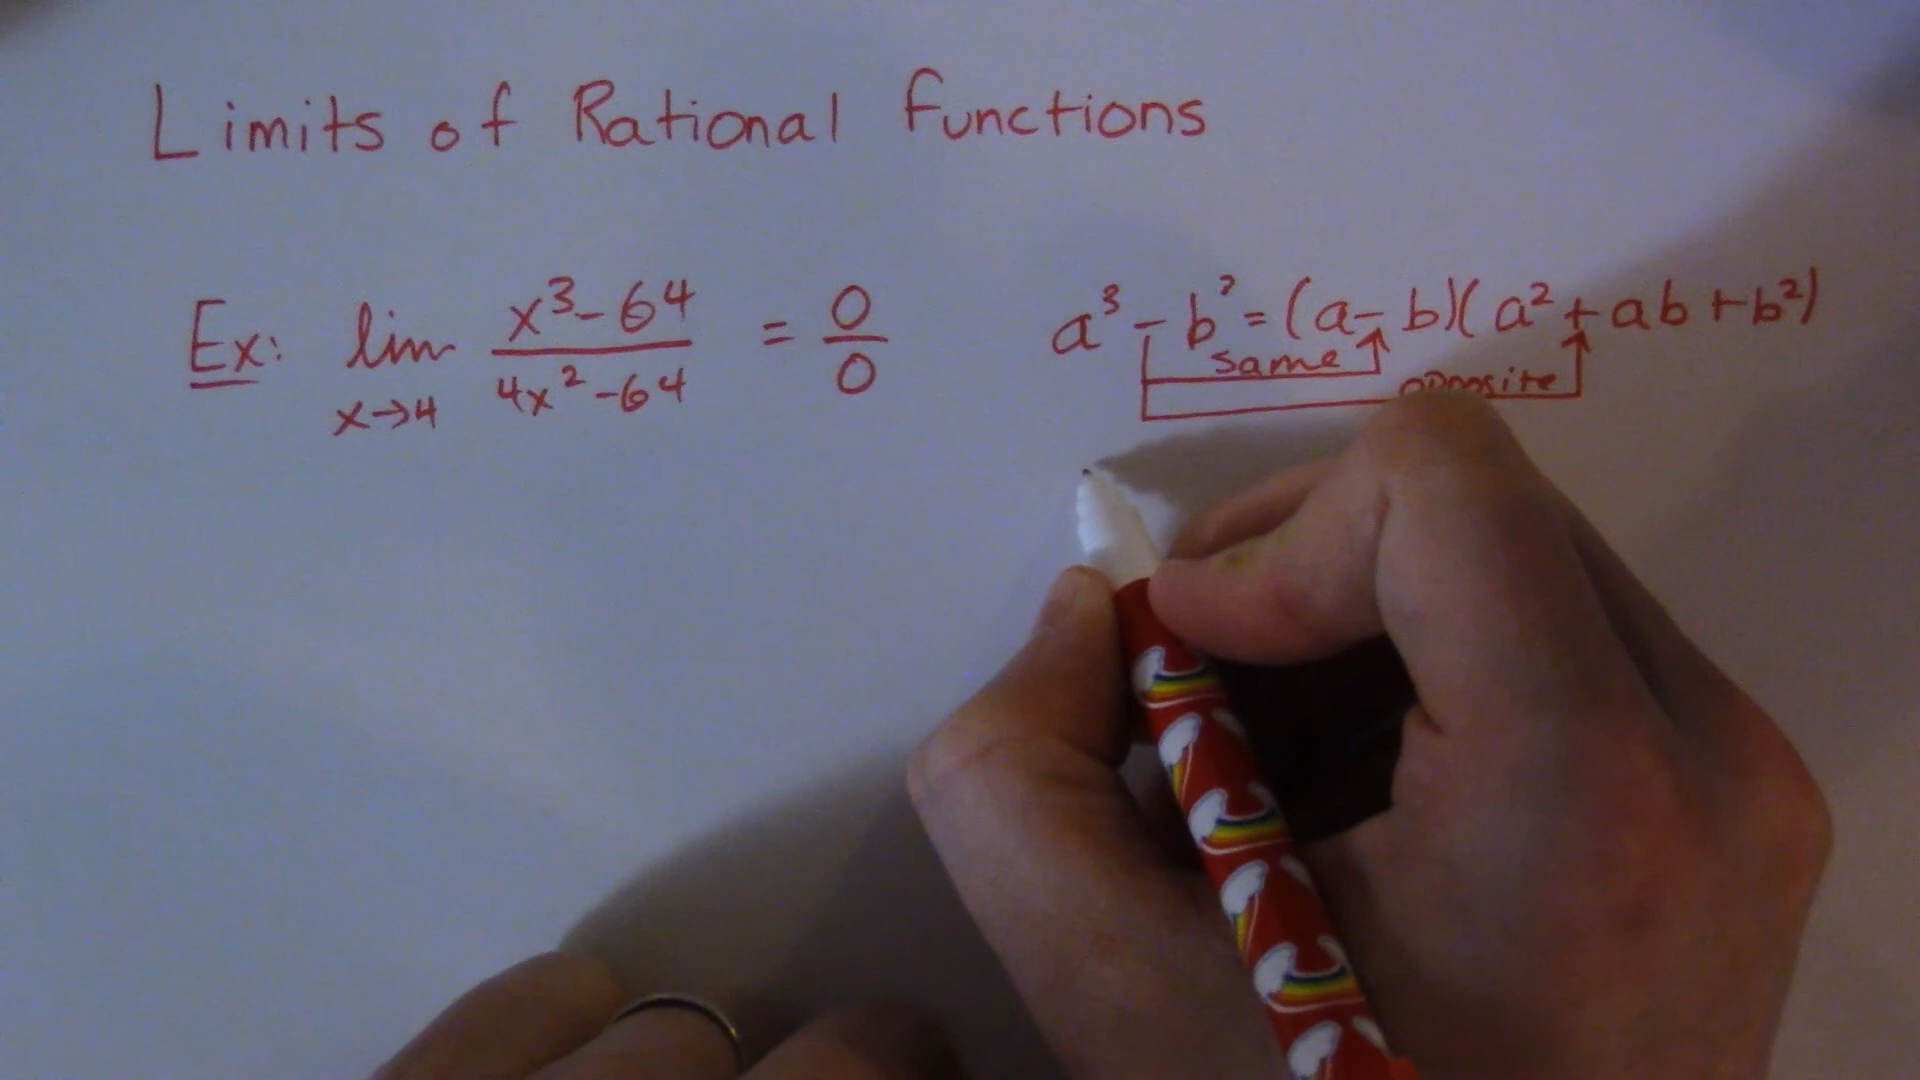 Limits of Rational Functions
Ex: lim x→4 (x³-64)/(4x²-64) = 0/0
a³ - b³ = (a-b)(a²+ab+b²)
same
opposite